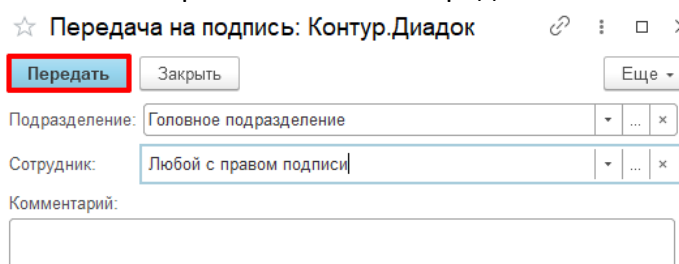 Передача на подпись: Контур.Диадок
Передать Закрыть Еще
Подразделение: Головное подразделение ...
Сотрудник: Любой с правом подписи ...
Комментарий: